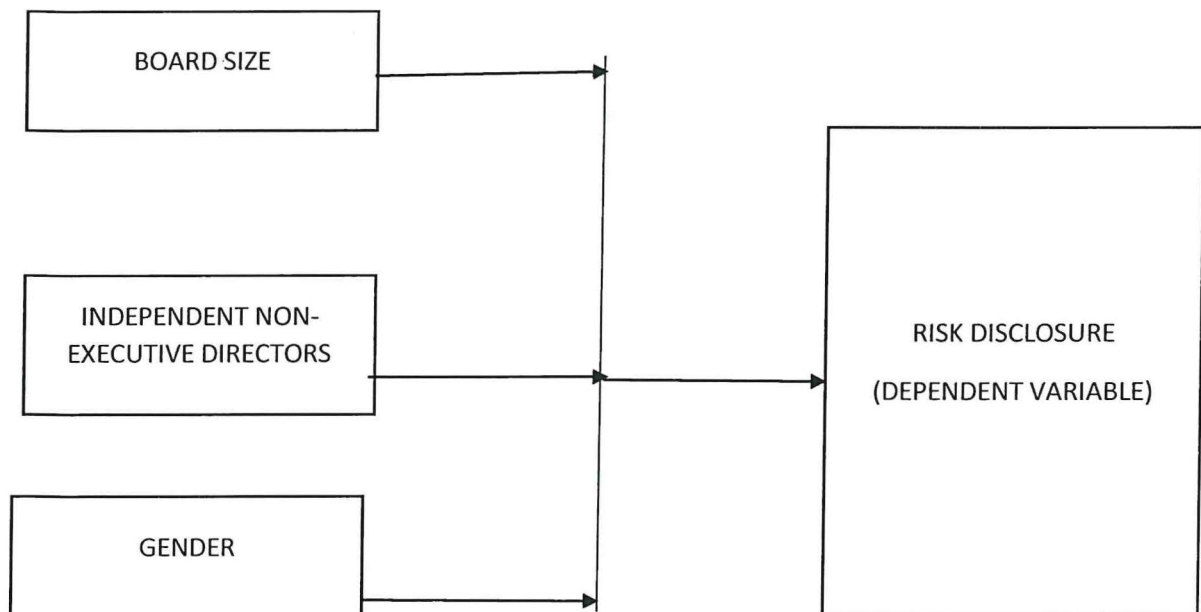 BOARD SIZE
INDEPENDENT NON-
EXECUTIVE DIRECTORS
RISK DISCLOSURE
(DEPENDENT VARIABLE)
GENDER